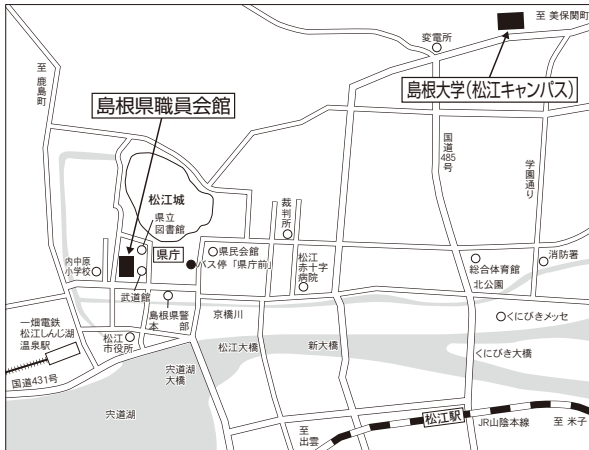 至 美保関町
変電所
島根大学(松江キャンパス)
至
鹿島町
島根県職員会館
国道
485
号
学園通り
松江城
県立
図書館
裁判所
県庁
県民会館
バス停「県庁前」
松江
赤十字
病院
内中原
小学校
総合体育館
北公園
消防署
武道館
島根県警
本部
京橋川
くにびきメッセ
一畑電鉄
松江しんじ湖
温泉駅
松江
市役所
松江大橋
新大橋
くにびき大橋
宍道湖
大橋
国道431号
宍道湖
松江駅
JR山陰本線
至 米子
至
出雲